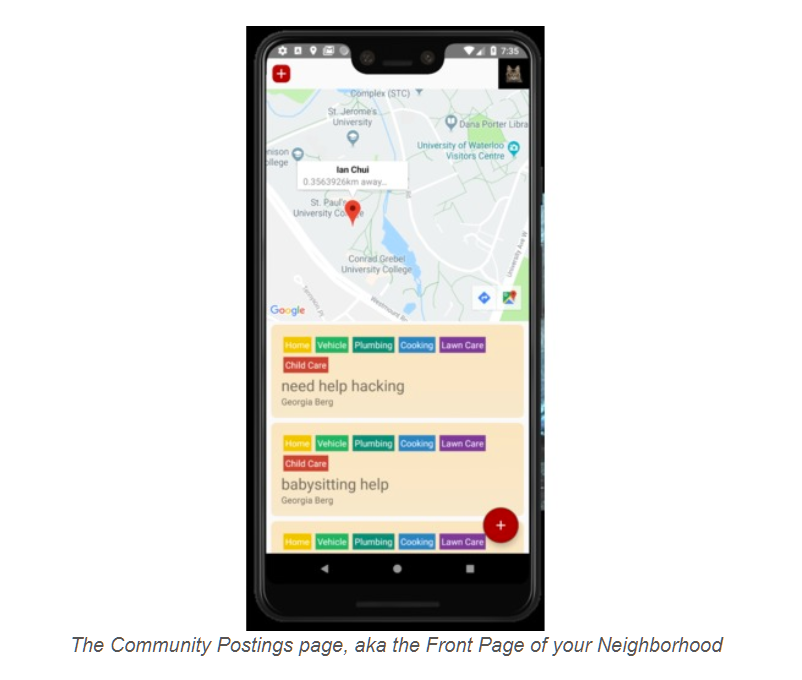 7:35
Complex (STC)
St. Jerome's
University
Dana Porter Libra
University of Waterloo
Visitors Centre
nison
ollege
Ian Chui
0.3563926km away...
St. Paul's
University College
Conrad Grebel
University College
University Ave W
Westmount
Google
Home Vehicle Plumbing Cooking Lawn Care
Child Care
need help hacking
Georgia Berg
Home Vehicle Plumbing Cooking Lawn Care
Child Care
babysitting help
Georgia Berg
+
Home Vehicle Plumbing Cooking Lawn Care
The Community Postings page, aka the Front Page of your Neighborhood